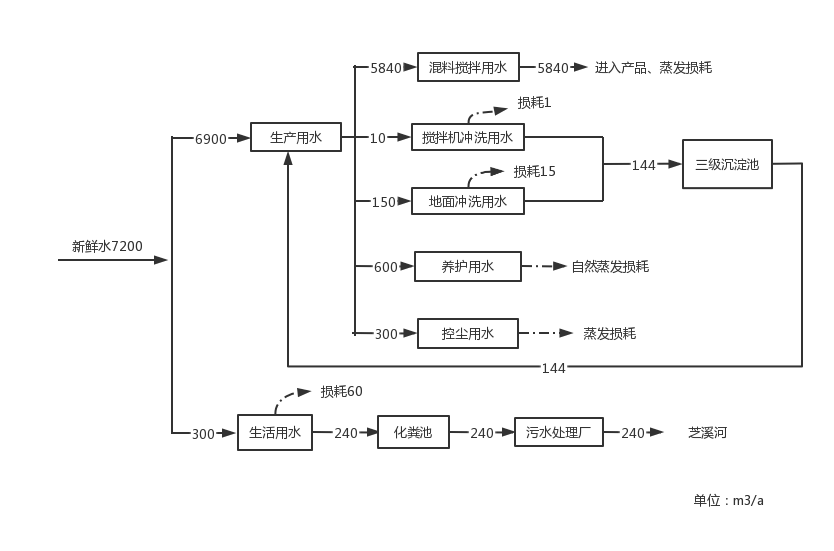 5840
混料搅拌用水
5840
进入产品、蒸发损耗
损耗1
6900
生产用水
10
搅拌机冲洗用水
144
三级沉淀池
损耗15
150
地面冲洗用水
新鲜水7200
600
养护用水
自然蒸发损耗
300
控尘用水
蒸发损耗
144
损耗60
300
生活用水
240
化粪池
240
污水处理厂
240
芝溪河
单位：m3/a